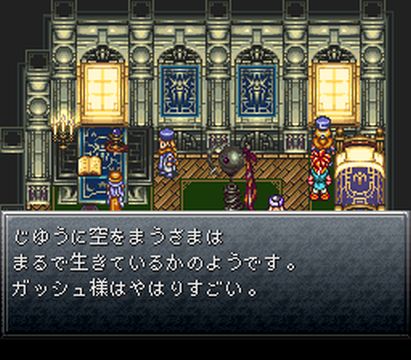 じゆうに空をまうさまは
まるで生きているかのようです。
ガッシュ様はやはりすごい。